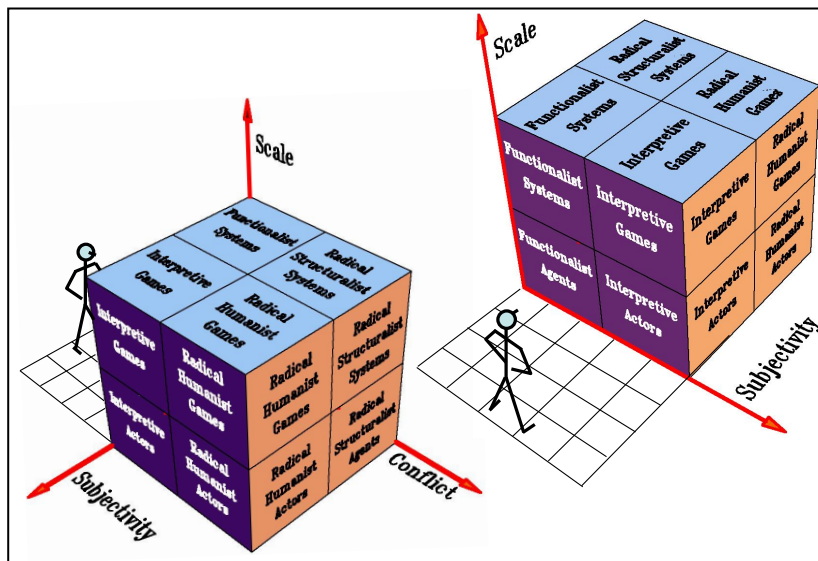 Scale
Functionalist
Systems
Radical
Structuralist
Systems
Interpretive
Games
Radical
Humanist
Games
Interpretive
Games
Radical
Humanist
Games
Interpretive
Actors
Radical
Humanist
Actors
Radical
Humanist
Games
Radical
Structuralist
Systems
Radical
Humanist
Actors
Radical
Structuralist
Agents
Subjectivity
Conflict
Scale
Radical
Structuralist
Systems
Functionalist
Systems
Radical
Humanist
Games
Interpretive
Games
Functionalist
Systems
Interpretive
Games
Functionalist
Agents
Interpretive
Actors
Interpretive
Games
Radical
Humanist
Games
Interpretive
Actors
Radical
Humanist
Actors
Subjectivity